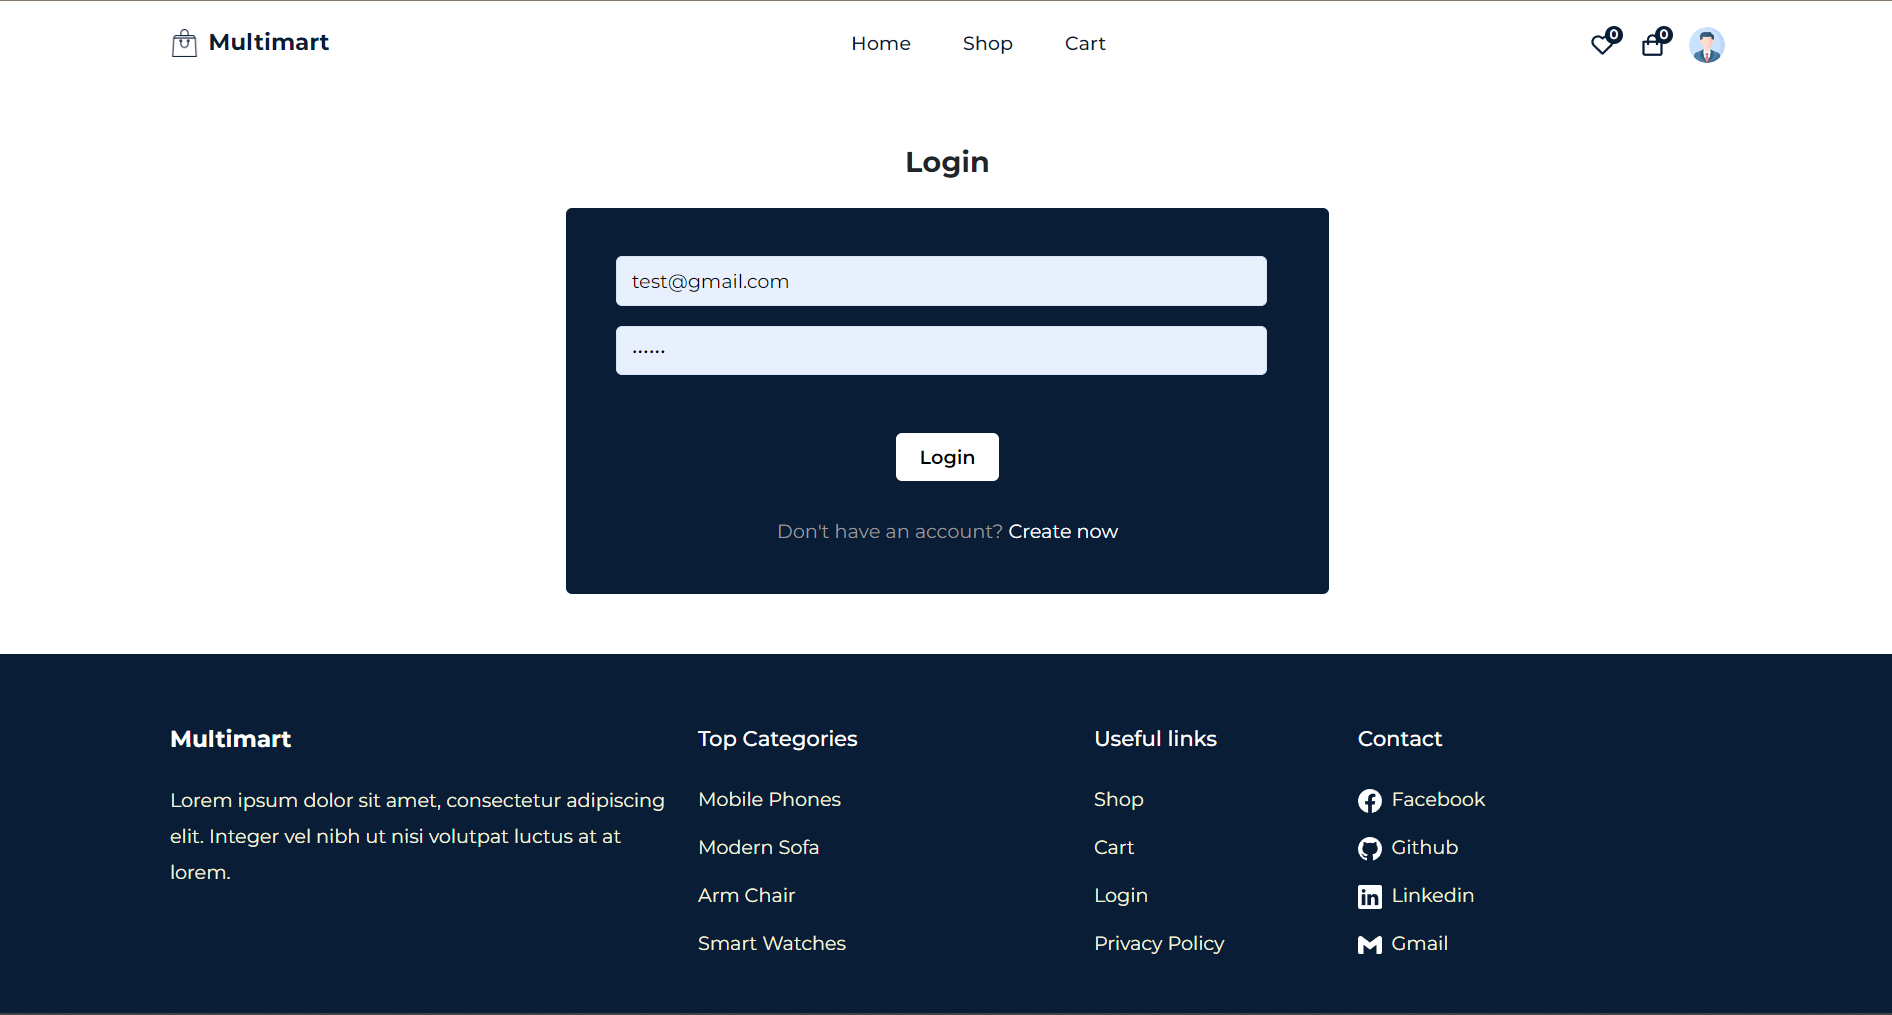 Multimart
Home Shop Cart
0 0
Login
test@gmail.com
······
Login
Don't have an account? Create now
Multimart
Lorem ipsum dolor sit amet, consectetur adipiscing
elit. Integer vel nibh ut nisi volutpat luctus at at
lorem.
Top Categories
Mobile Phones
Modern Sofa
Arm Chair
Smart Watches
Useful links
Shop
Cart
Login
Privacy Policy
Contact
Facebook
Github
Linkedin
Gmail